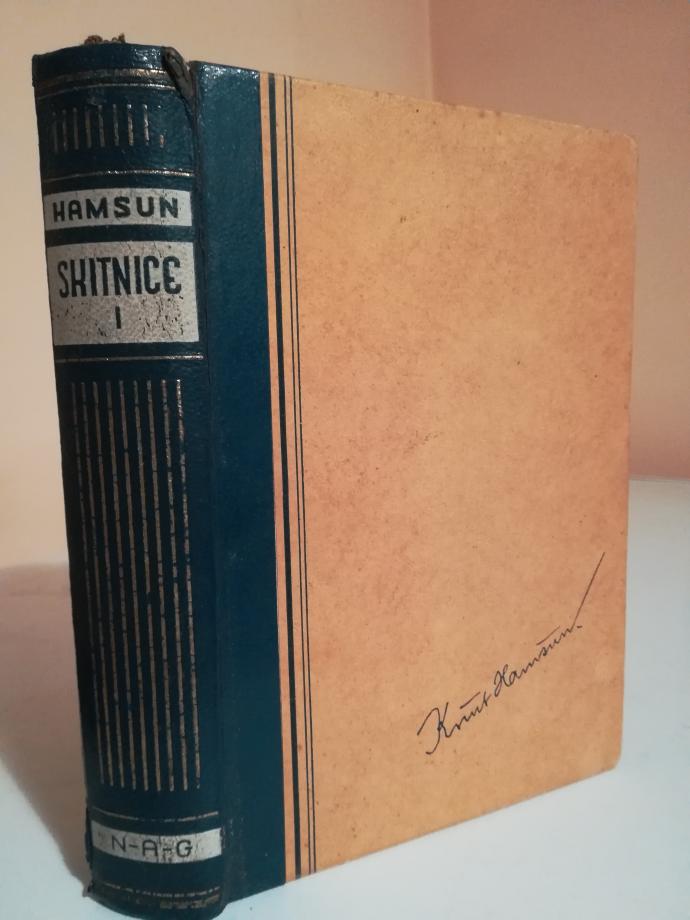 HAMSUN
SKITNICE
I
N-A-G
Knut Hamsun.